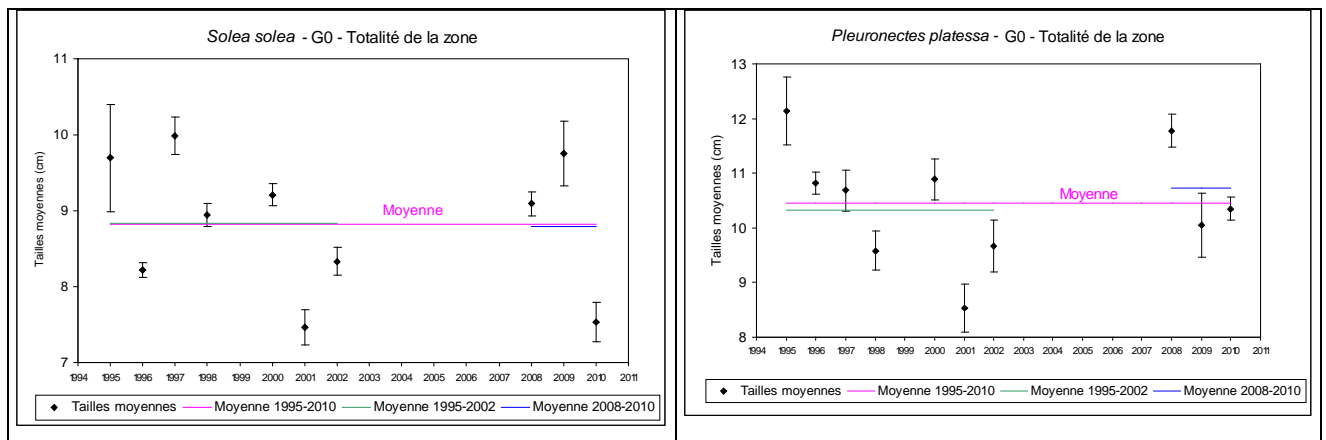 Solea solea - G0 - Totalité de la zone
11
10
9
8
7
Tailles moyennes (cm)
Moyenne
1994 1995 1996 1997 1998 1999 2000 2001 2002 2003 2004 2005 2006 2007 2008 2009 2010 2011
Tailles moyennes Moyenne 1995-2010 Moyenne 1995-2002 Moyenne 2008-2010
Pleuronectes platessa - G0 - Totalité de la zone
13
12
11
10
9
8
Tailles moyennes (cm)
Moyenne
1994 1995 1996 1997 1998 1999 2000 2001 2002 2003 2004 2005 2006 2007 2008 2009 2010 2011
Tailles moyennes Moyenne 1995-2010 Moyenne 1995-2002 Moyenne 2008-2010